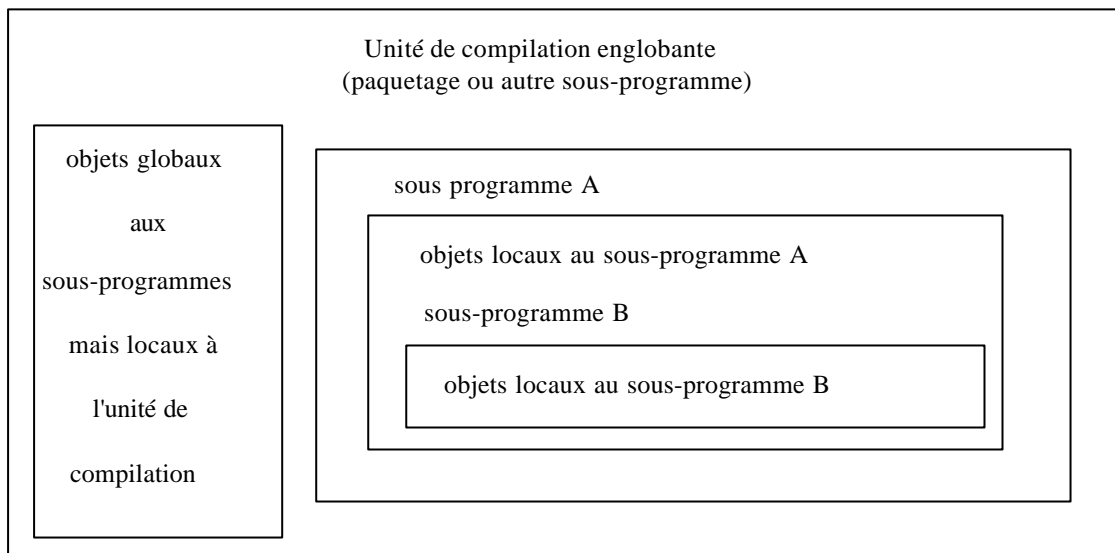 Unité de compilation englobante
(paquetage ou autre sous-programme)
objets globaux
aux
sous-programmes
mais locaux à
l'unité de
compilation
sous programme A
objets locaux au sous-programme A
sous-programme B
objets locaux au sous-programme B